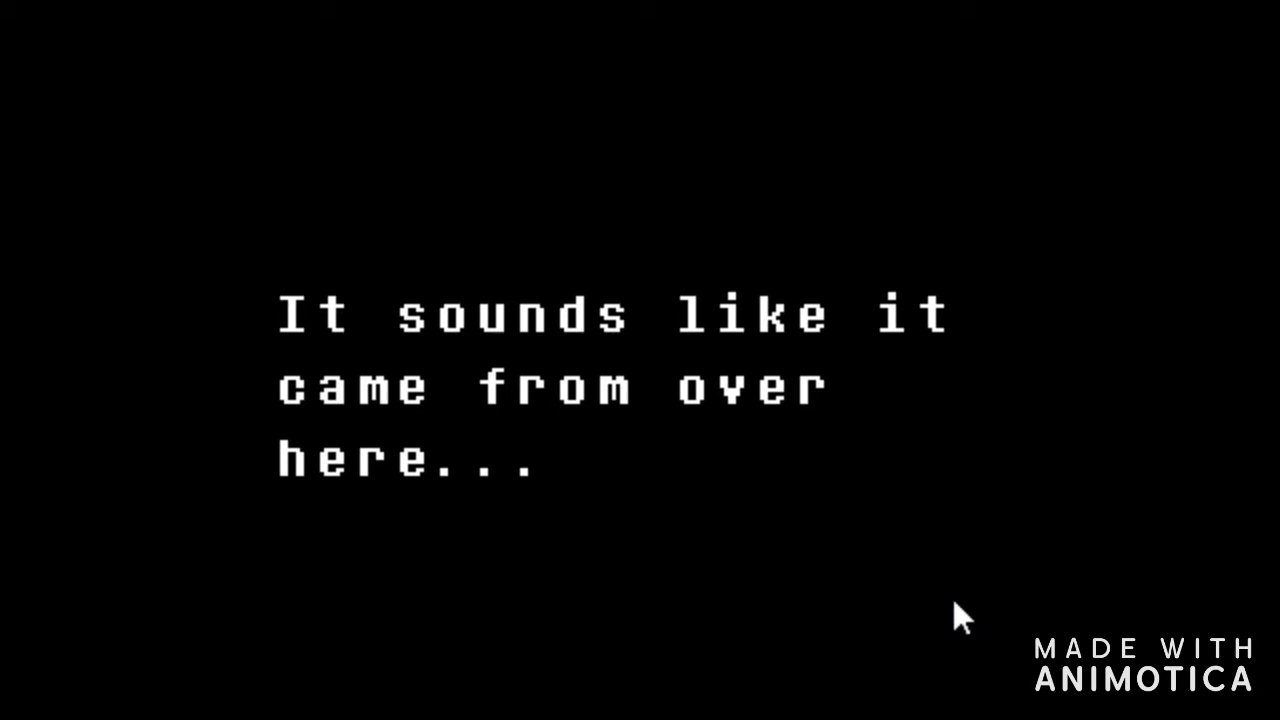 It sounds like it
came from over
here...
MADE WITH
ANIMOTICA